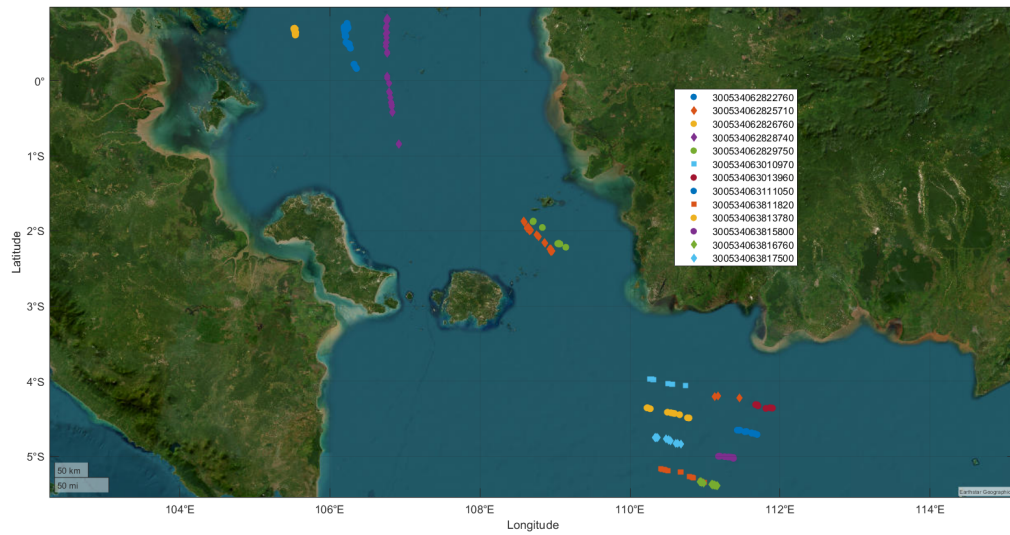 0°
1°S
2°S
3°S
4°S
5°S
Latitude
300534062822760
300534062825710
300534062826760
300534062828740
300534062829750
300534063010970
300534063013960
300534063111050
300534063811820
300534063813780
300534063815800
300534063816760
300534063817500
50 km
50 mi
Earthstar Geographics
104°E
106°E
108°E
110°E
112°E
114°E
Longitude